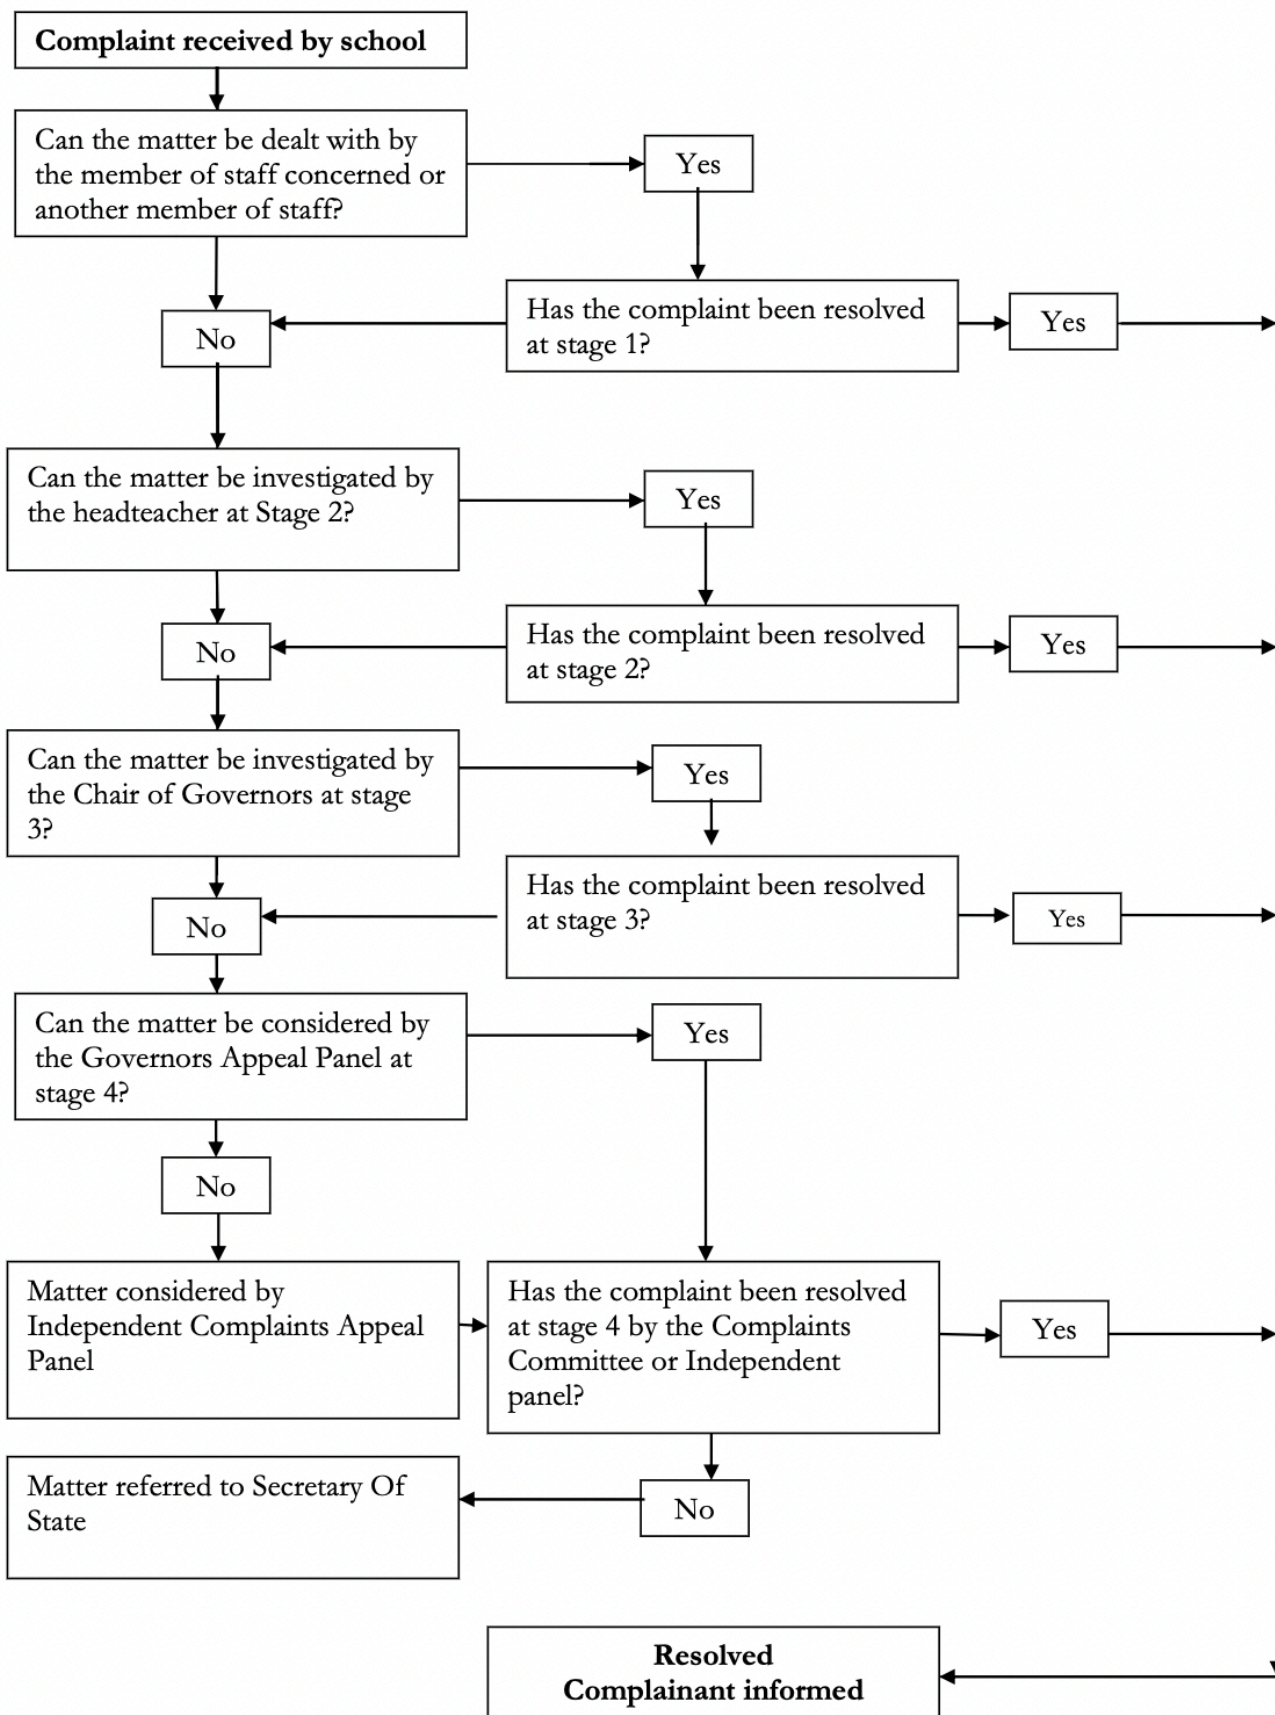 Complaint received by school
Can the matter be dealt with by
the member of staff concerned or
another member of staff?
Yes
Has the complaint been resolved
at stage 1?
Yes
No
Can the matter be investigated by
the headteacher at Stage 2?
Yes
Has the complaint been resolved
at stage 2?
Yes
No
Can the matter be investigated by
the Chair of Governors at stage
3?
Yes
Has the complaint been resolved
at stage 3?
Yes
No
Can the matter be considered by
the Governors Appeal Panel at
stage 4?
Yes
No
Matter considered by
Independent Complaints Appeal
Panel
Has the complaint been resolved
at stage 4 by the Complaints
Committee or Independent
panel?
Yes
No
Matter referred to Secretary Of
State
Resolved
Complainant informed